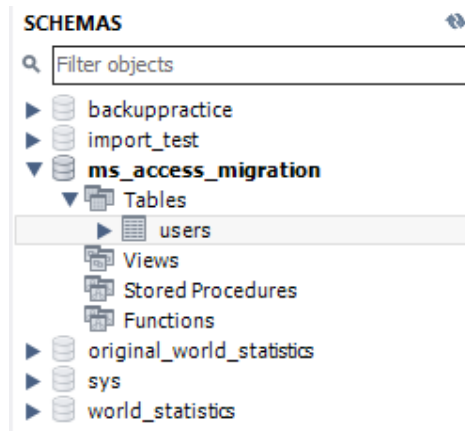 SCHEMAS
Filter objects
backuppractice
import_test
ms_access_migration
Tables
users
Views
Stored Procedures
Functions
original_world_statistics
sys
world_statistics